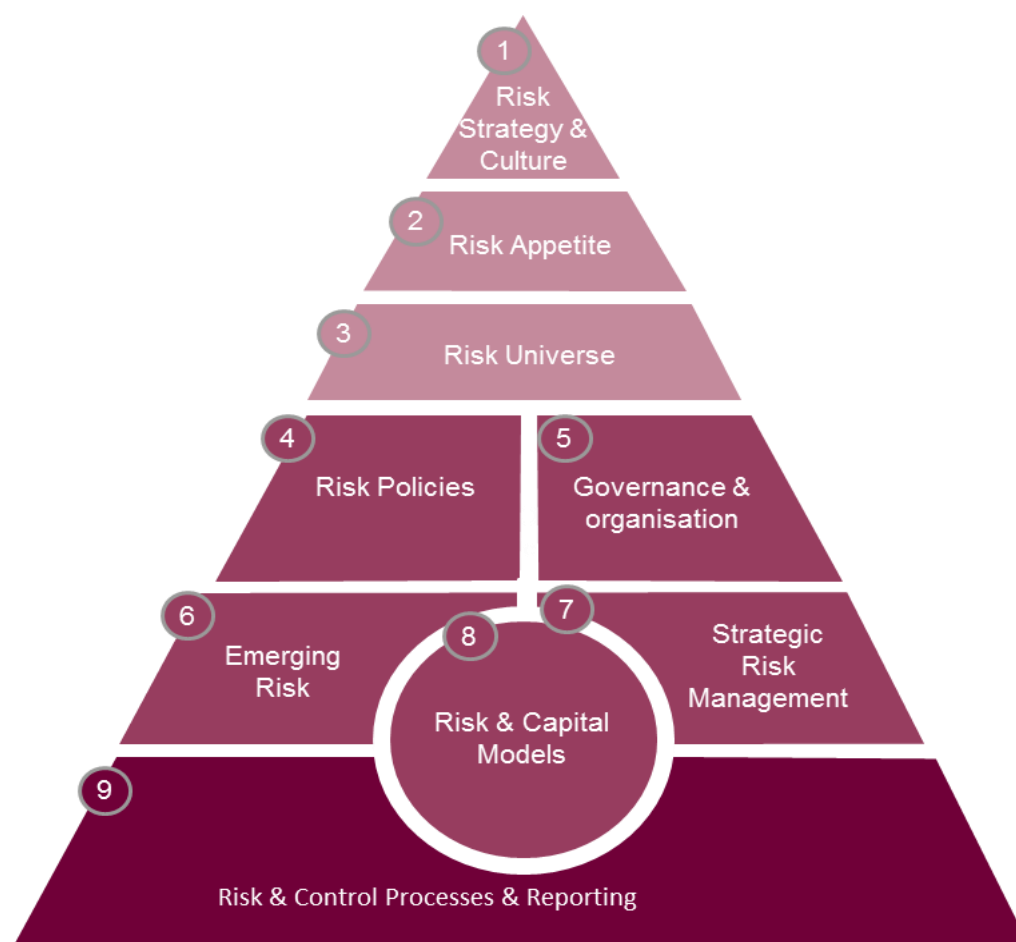 1
Risk
Strategy &
Culture
2
Risk Appetite
3
Risk Universe
4
Risk Policies
5
Governance &
organisation
6
Emerging
Risk
7
Strategic
Risk
Management
8
Risk & Capital
Models
9
Risk & Control Processes & Reporting